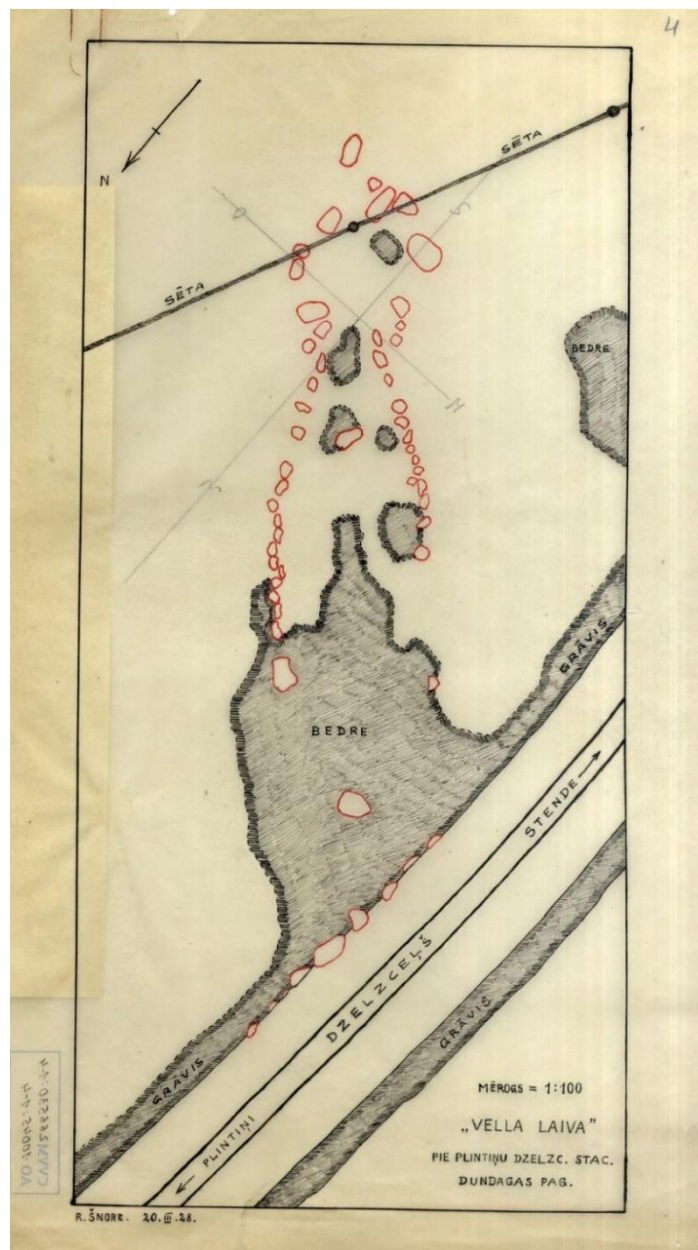 4
N
SĒTA
SĒTA
BEDRE
BEDRE
GRĀVIS
STENDE
DZELZCEĻŠ
GRĀVIS
GRĀVIS
PLINTIŅI
MĒROGS = 1:100
„VELLA LAIVA”
PIE PLINTIŅU DZELZC. STAC.
DUNDAGAS PAG.
R. ŠNORE. 20.III.28.